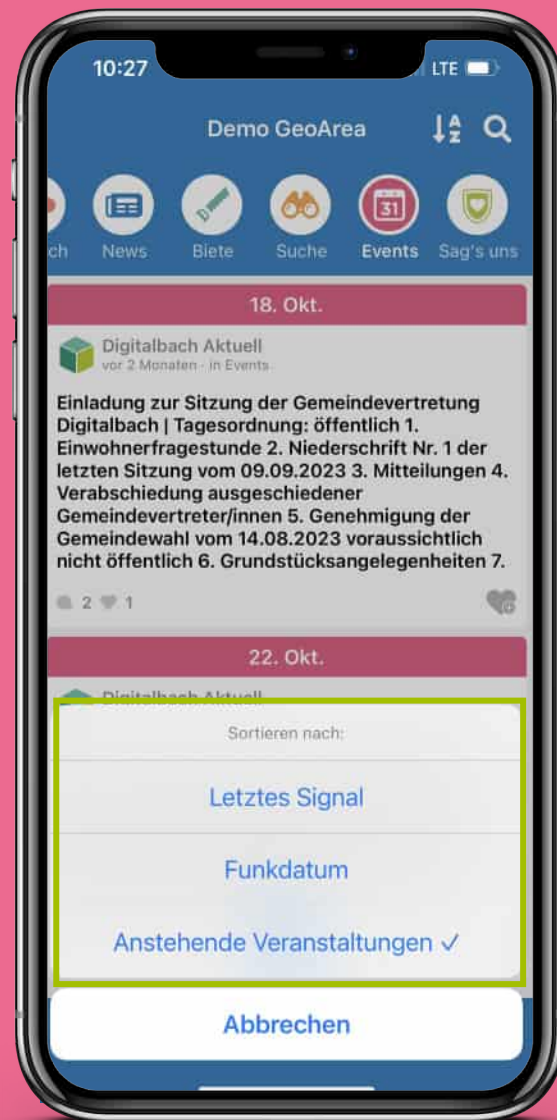 10:27
LTE
Demo GeoArea
ch
News
Biete
Suche
31
Events
Sag's uns
18. Okt.
Digitalbach Aktuell
vor 2 Monaten · in Events
Einladung zur Sitzung der Gemeindevertretung
Digitalbach | Tagesordnung: öffentlich 1.
Einwohnerfragestunde 2. Niederschrift Nr. 1 der
letzten Sitzung vom 09.09.2023 3. Mitteilungen 4.
Verabschiedung ausgeschiedener
Gemeindevertreter/innen 5. Genehmigung der
Gemeindewahl vom 14.08.2023 voraussichtlich
nicht öffentlich 6. Grundstücksangelegenheiten 7.
2 1
22. Okt.
Digitalbach Aktuell
Sortieren nach:
Letztes Signal
Funkdatum
Anstehende Veranstaltungen ✓
Abbrechen